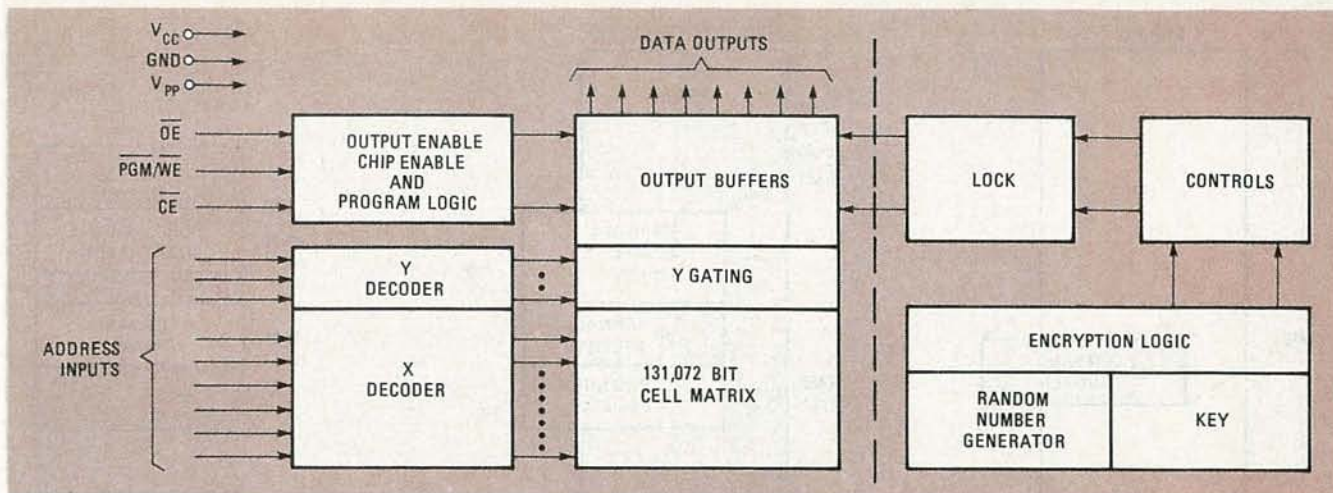 V_CC
GND
V_PP
OE
PGM/WE
CE
ADDRESS
INPUTS
OUTPUT ENABLE
CHIP ENABLE
AND
PROGRAM LOGIC
Y
DECODER
X
DECODER
DATA OUTPUTS
OUTPUT BUFFERS
Y GATING
131,072 BIT
CELL MATRIX
LOCK
CONTROLS
ENCRYPTION LOGIC
RANDOM
NUMBER
GENERATOR
KEY